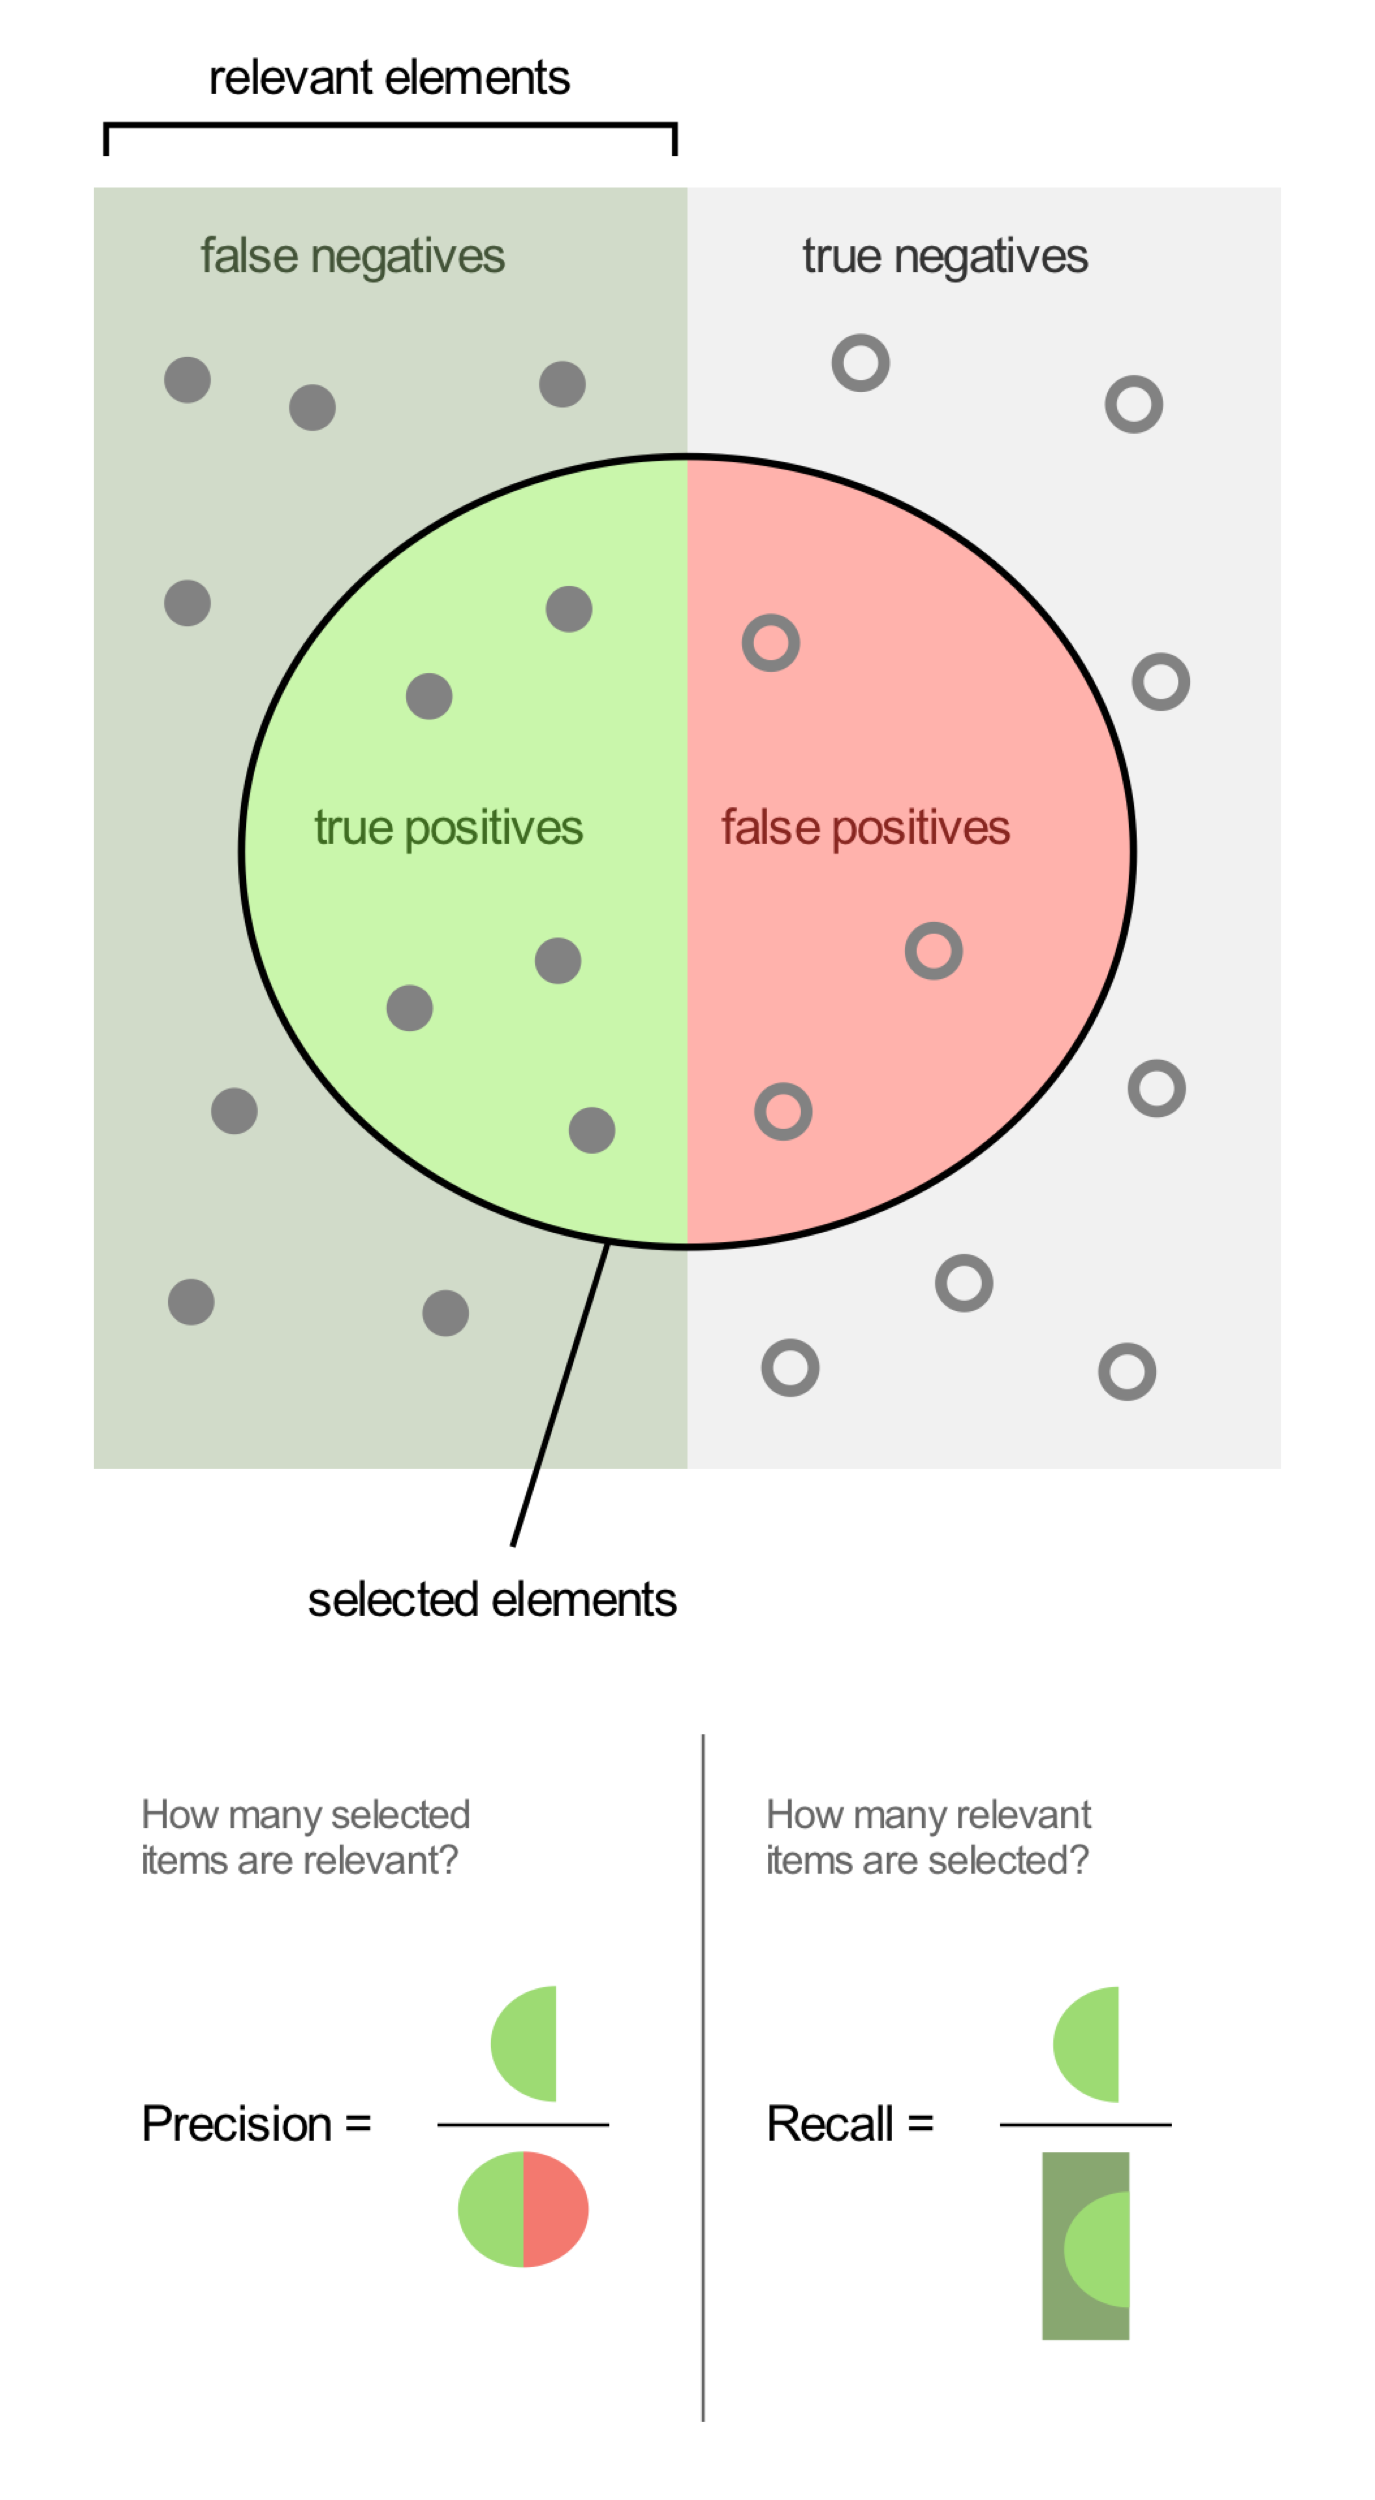 relevant elements
false negatives
true negatives
true positives
false positives
selected elements
How many selected
items are relevant?
Precision =
How many relevant
items are selected?
Recall =